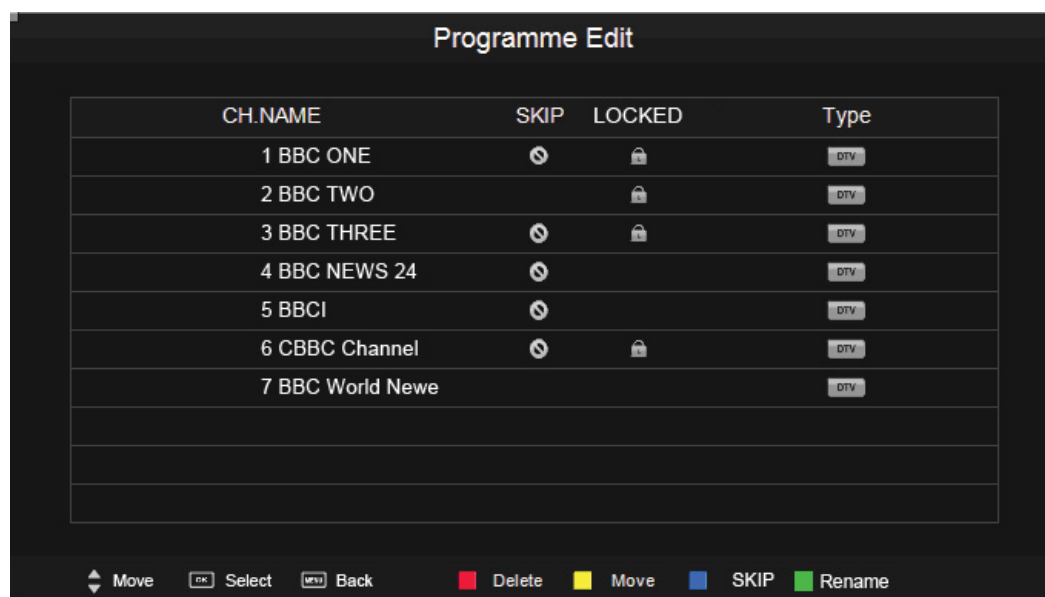 Programme Edit
CH.NAME SKIP LOCKED Type
1 BBC ONE DTV
2 BBC TWO DTV
3 BBC THREE DTV
4 BBC NEWS 24 DTV
5 BBCI DTV
6 CBBC Channel DTV
7 BBC World Newe DTV
Move OK Select MENU Back Delete Move SKIP Rename